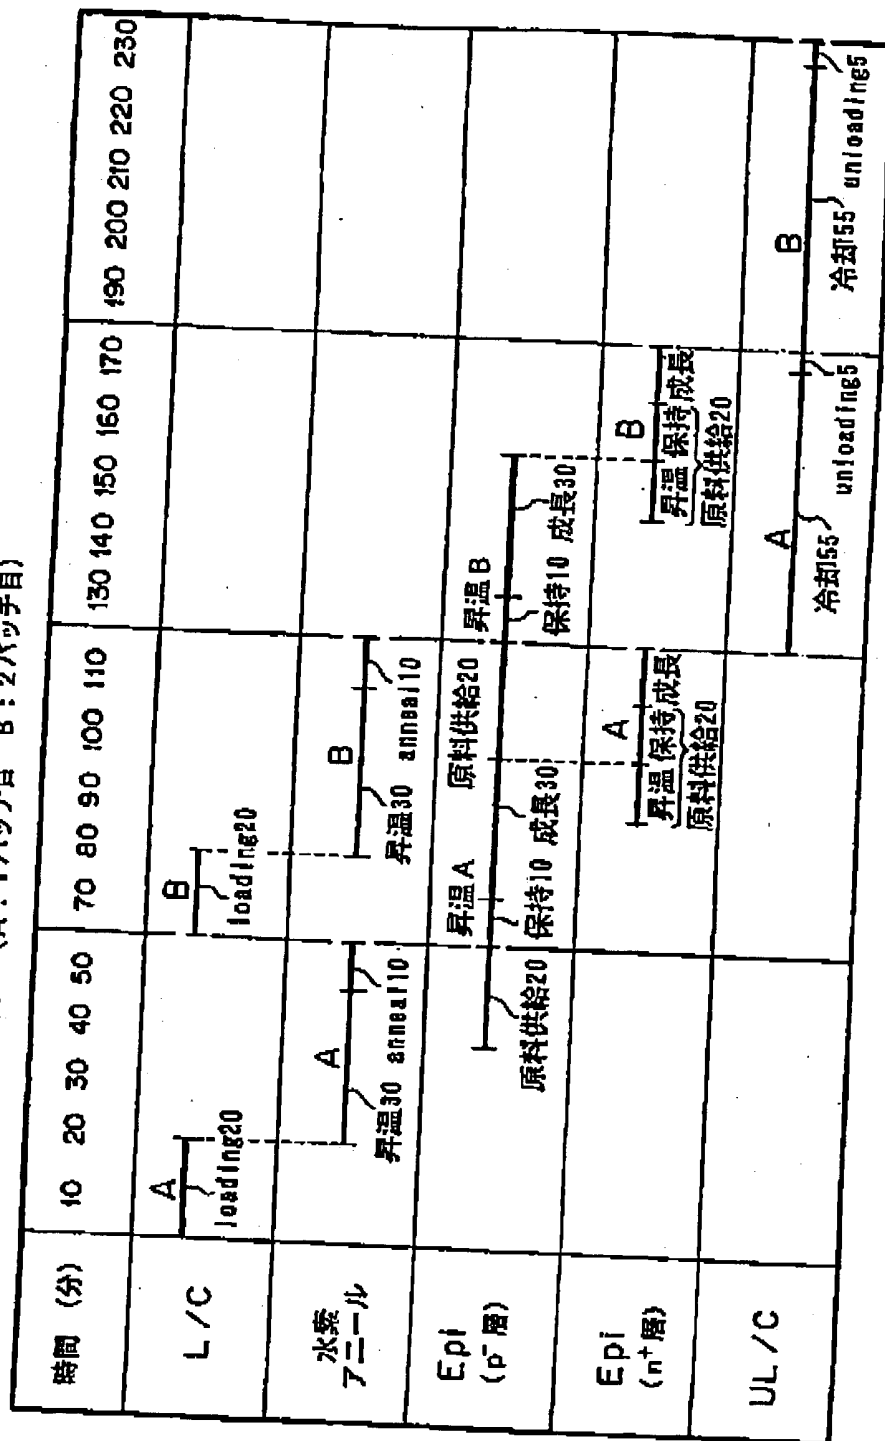 (A:1バッチ目 B:2バッチ目)
時間 (分) 10 20 30 40 50 70 80 90 100 110 130 140 150 160 170 190 200 210 220 230
L/C
A
loading20
B
loading20
水素
アニール
A
昇温30 anneal10
B
昇温30 anneal10
Epi
(p⁻層)
原料供給20
昇温A
保持10 成長30
原料供給20
昇温B
保持10 成長30
Epi
(n⁺層)
A
昇温 保持 成長
原料供給20
B
昇温 保持 成長
原料供給20
UL/C
A
冷却55 unloading5
B
冷却55 unloading5